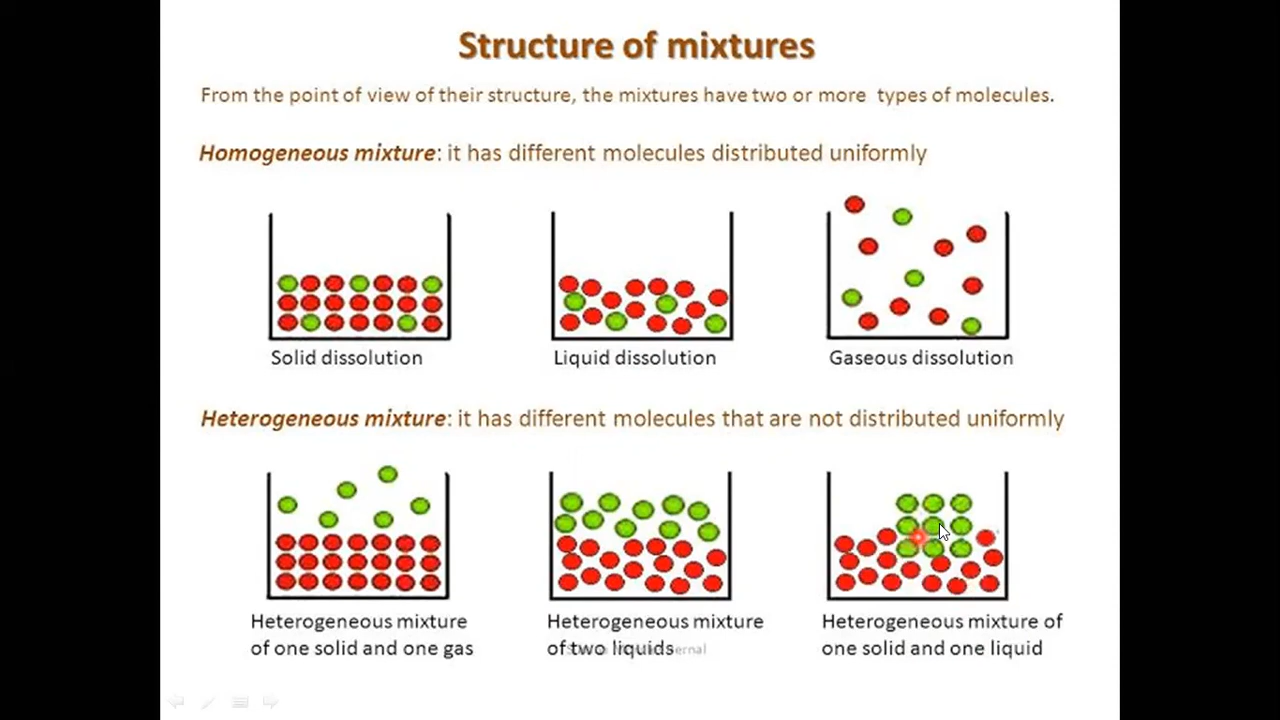 Structure of mixtures
From the point of view of their structure, the mixtures have two or more types of molecules.
Homogeneous mixture: it has different molecules distributed uniformly
Solid dissolution
Liquid dissolution
Gaseous dissolution
Heterogeneous mixture: it has different molecules that are not distributed uniformly
Heterogeneous mixture
of one solid and one gas
Heterogeneous mixture
of two liquids
Heterogeneous mixture of
one solid and one liquid